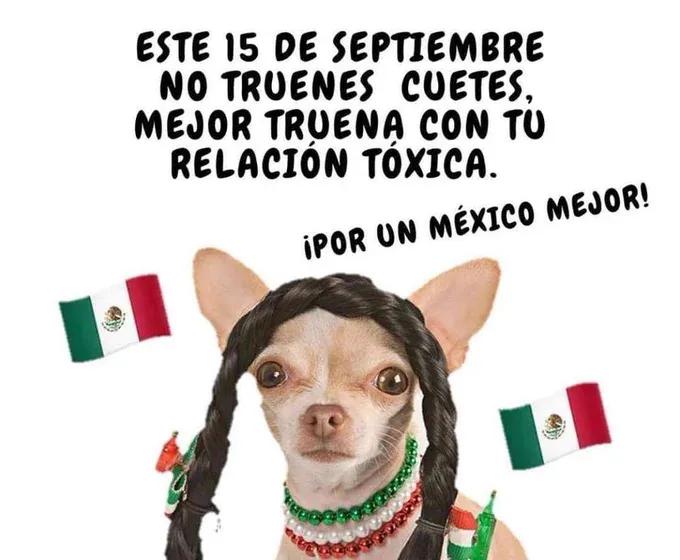 ESTE 15 DE SEPTIEMBRE
NO TRUENES CUETES,
MEJOR TRUENA CON TU
RELACIÓN TÓXICA.
¡POR UN MÉXICO MEJOR!